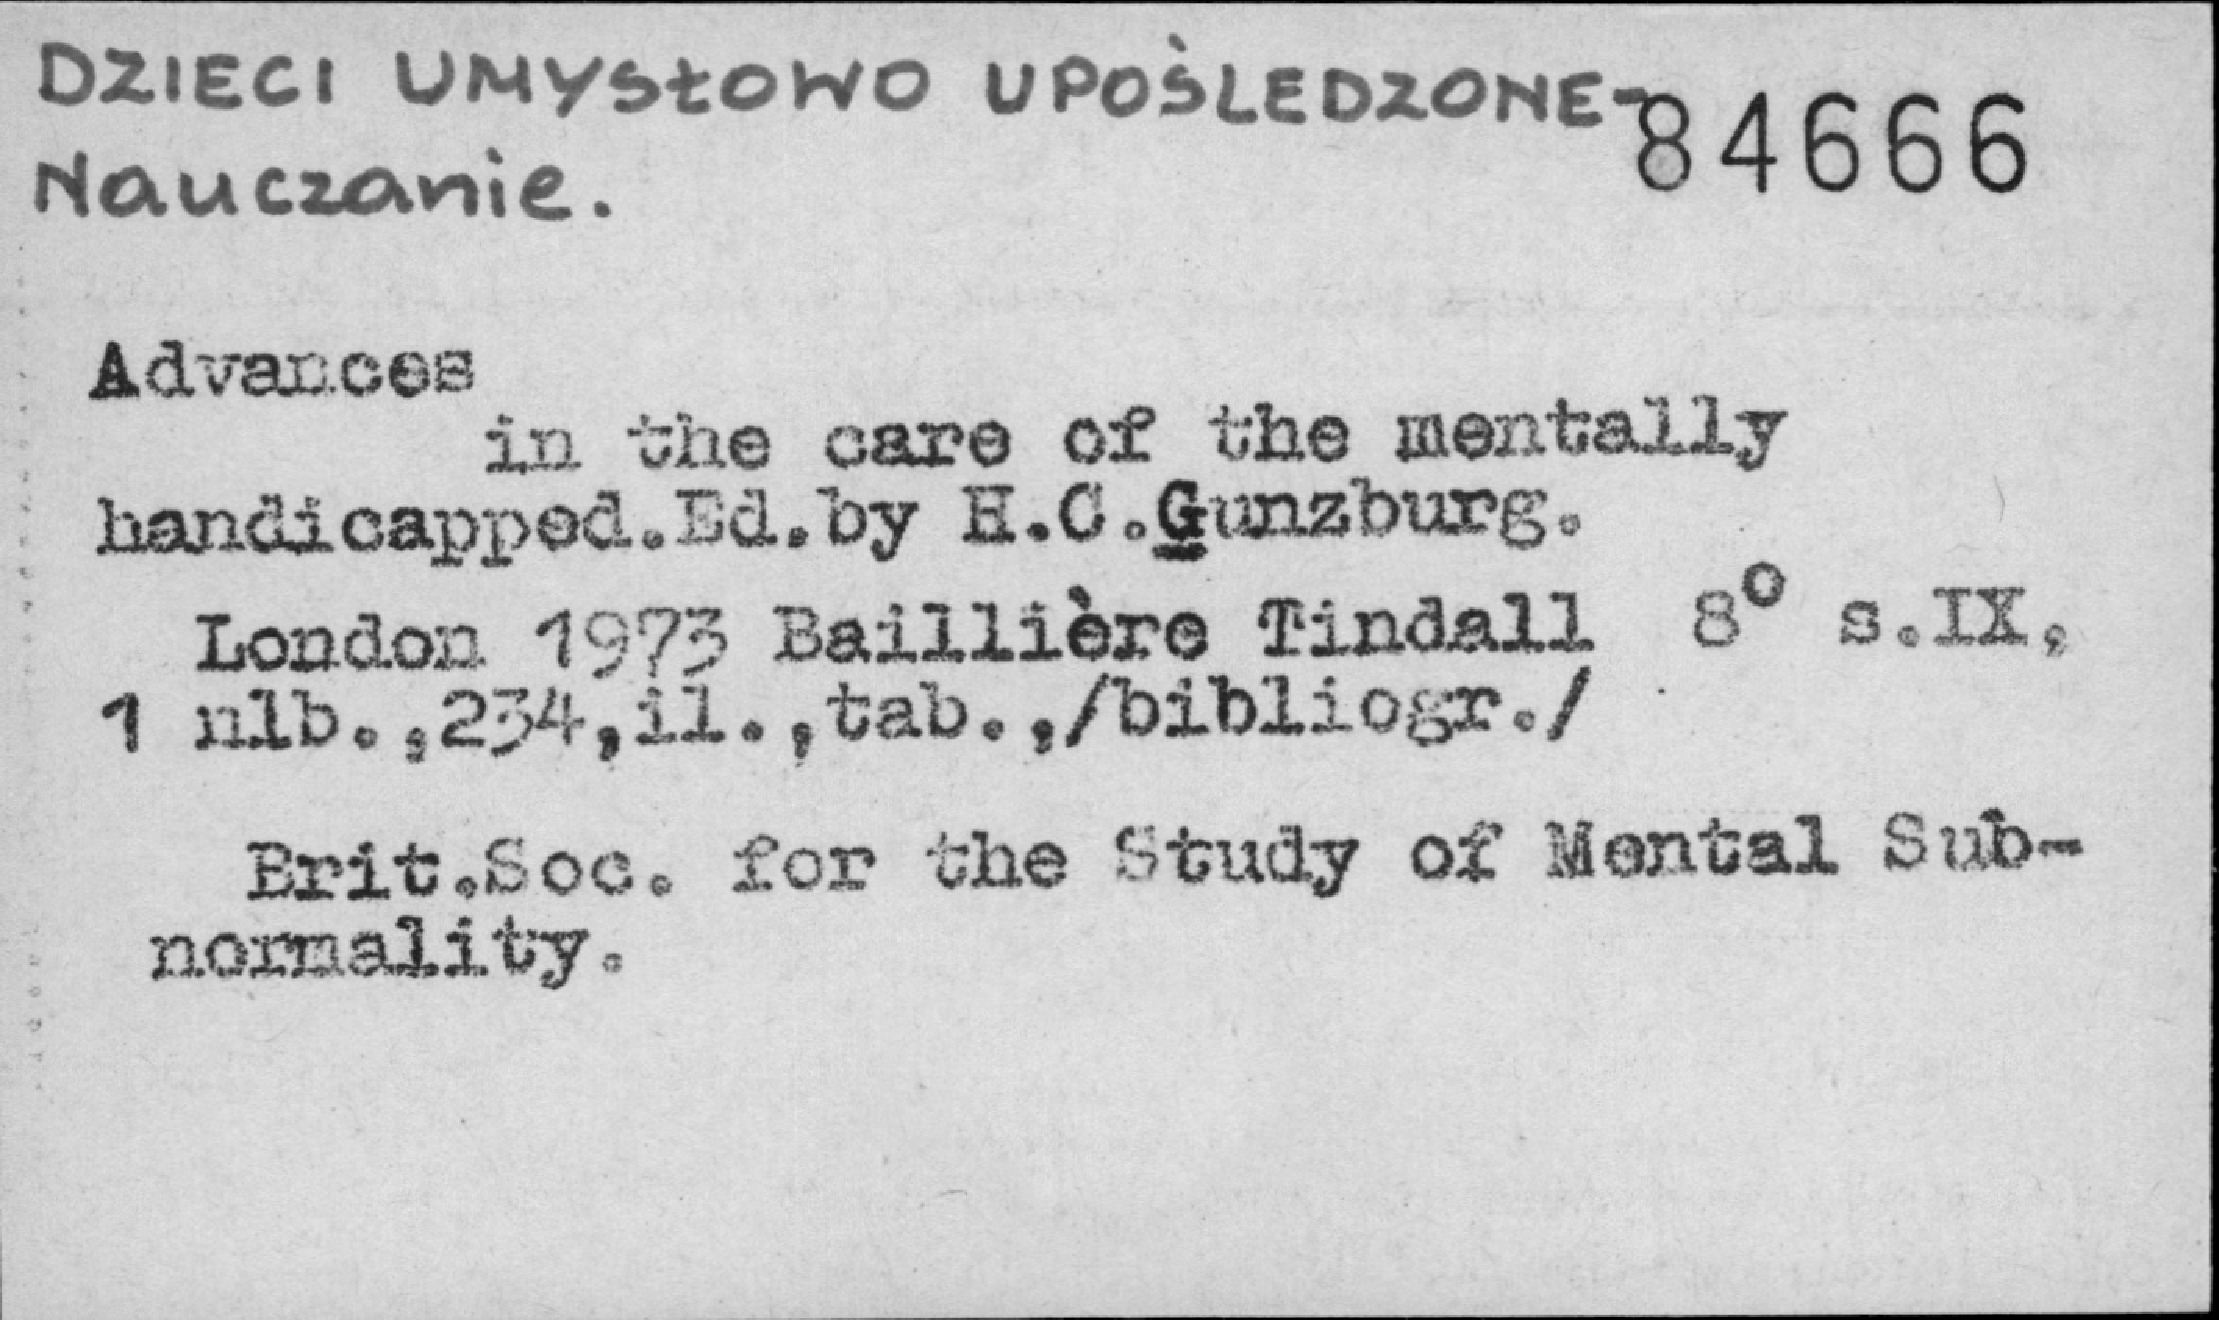 DZIECI UMYSŁOWO UPOŚLEDZONE-
84666
Nauczanie.
Advances
in the care of the mentally
handicapped.Ed.by H.C.Gunzburg.
London 1973 Baillière Tindall 8° s.IX,
1 nlb.,234,il.,tab.,/bibliogr./
Brit.Soc. for the Study of Mental Sub-
normality.